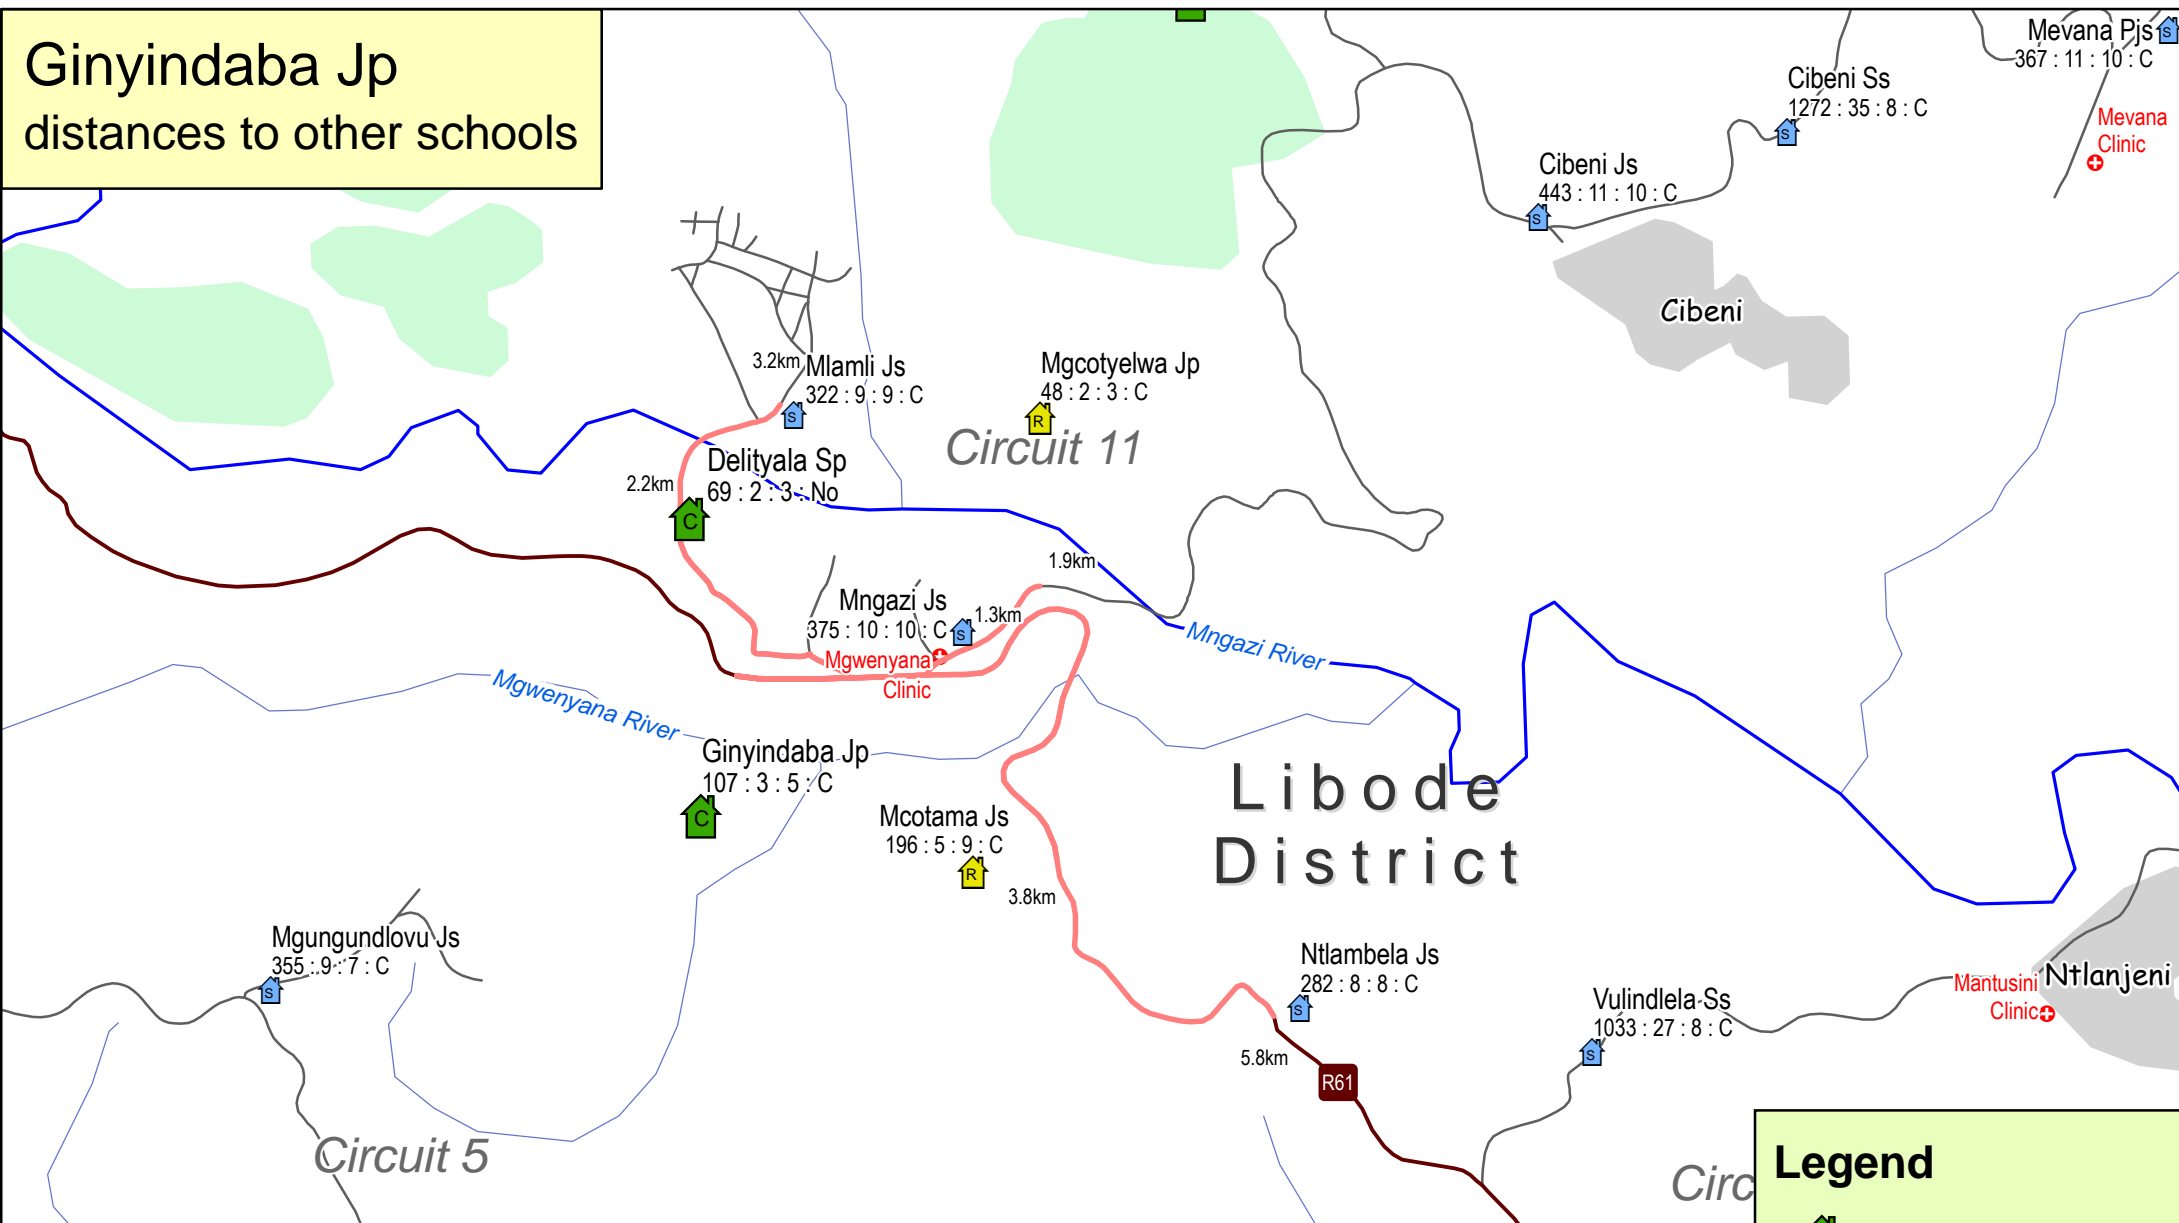 Ginyindaba Jp
distances to other schools
Mevana Pjs
S
367 : 11 : 10 : C
Cibeni Ss
1272 : 35 : 8 : C
S
Mevana
Clinic
Cibeni Js
443 : 11 : 10 : C
S
Cibeni
3.2km
Mlamli Js
322 : 9 : 9 : C
S
Mgcotyelwa Jp
48 : 2 : 3 : C
R
Circuit 11
Delityala Sp
69 : 2 : 3 : No
2.2km
C
1.9km
Mngazi Js
375 : 10 : 10 : C
S
1.3km
Mgwenyana
Clinic
Mngazi River
Mgwenyana River
Ginyindaba Jp
107 : 3 : 5 : C
C
Libode
District
Mcotama Js
196 : 5 : 9 : C
R
3.8km
Mgungundlovu Js
355 : 9 : 7 : C
S
Ntlambela Js
282 : 8 : 8 : C
S
Vulindlela Ss
1033 : 27 : 8 : C
S
Mantusini
Clinic
Ntlanjeni
5.8km
R61
Circuit 5
Circ
Legend